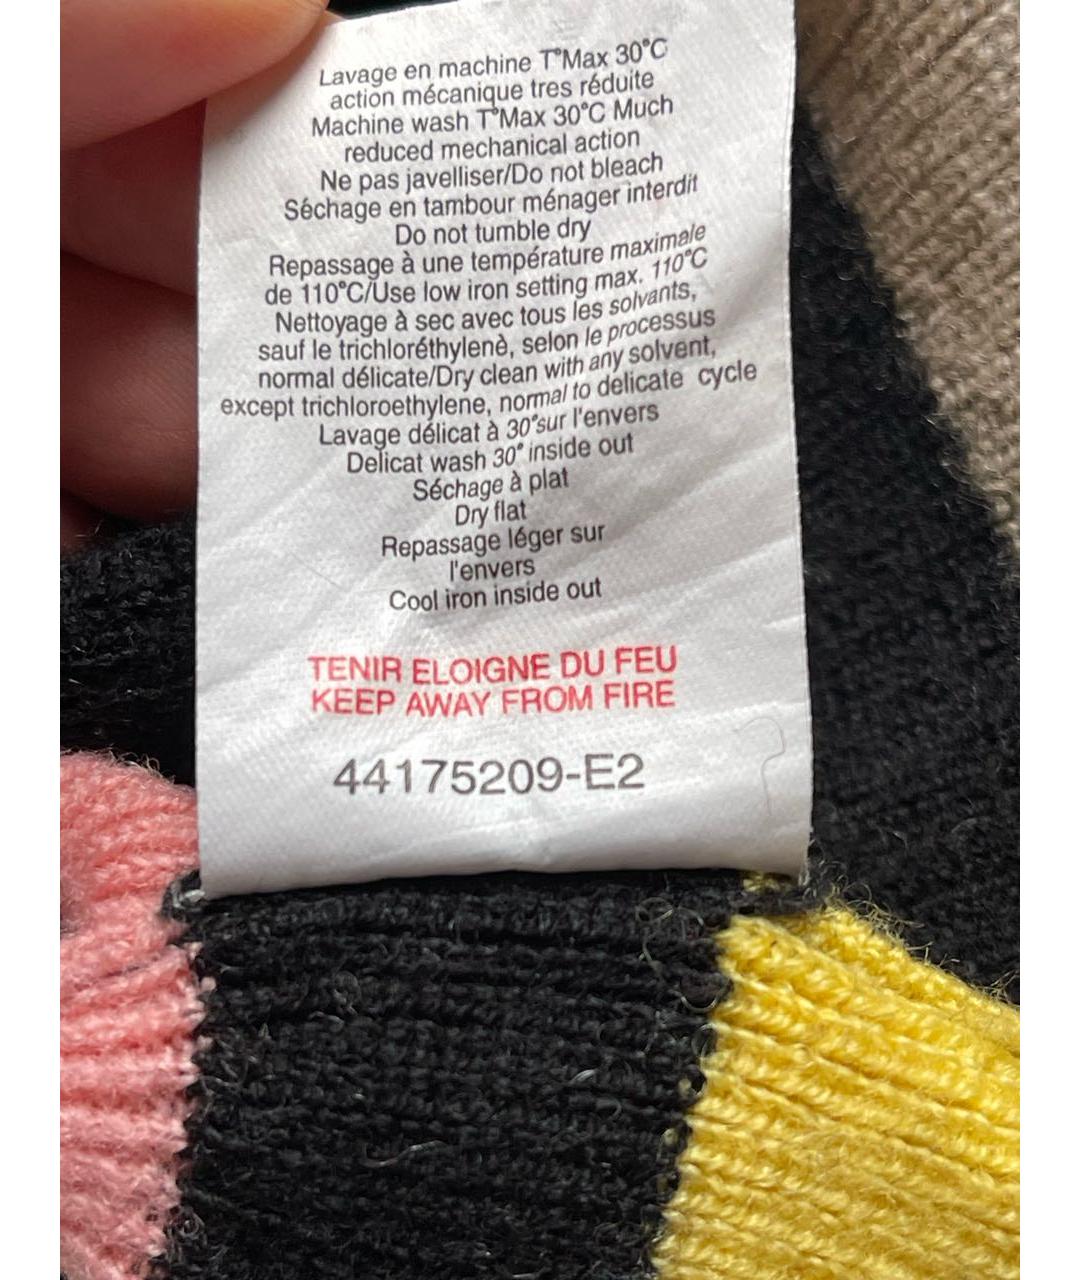 Lavage en machine T°Max 30°C
action mécanique tres réduite
Machine wash T°Max 30°C Much
reduced mechanical action
Ne pas javelliser/Do not bleach
Séchage en tambour ménager interdit
Do not tumble dry
Repassage à une température maximale
de 110°C/Use low iron setting max. 110°C
Nettoyage à sec avec tous les solvants,
sauf le trichloréthylenè, selon le processus
normal délicate/Dry clean with any solvent,
except trichloroethylene, normal to delicate cycle
Lavage délicat à 30°sur l'envers
Delicat wash 30° inside out
Séchage à plat
Dry flat
Repassage léger sur
l'envers
Cool iron inside out
TENIR ELOIGNE DU FEU
KEEP AWAY FROM FIRE
44175209-E2